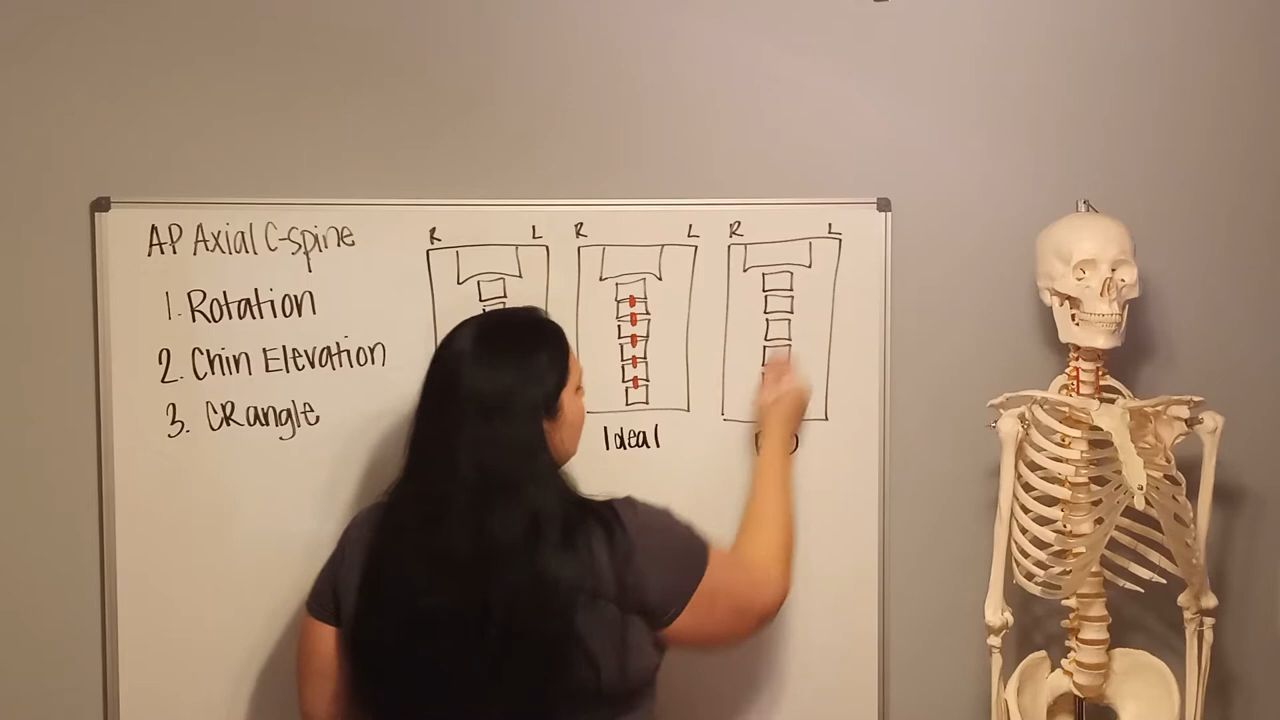 AP Axial C-spine
1. Rotation
2. Chin Elevation
3. CR angle
R L R L R L
Ideal